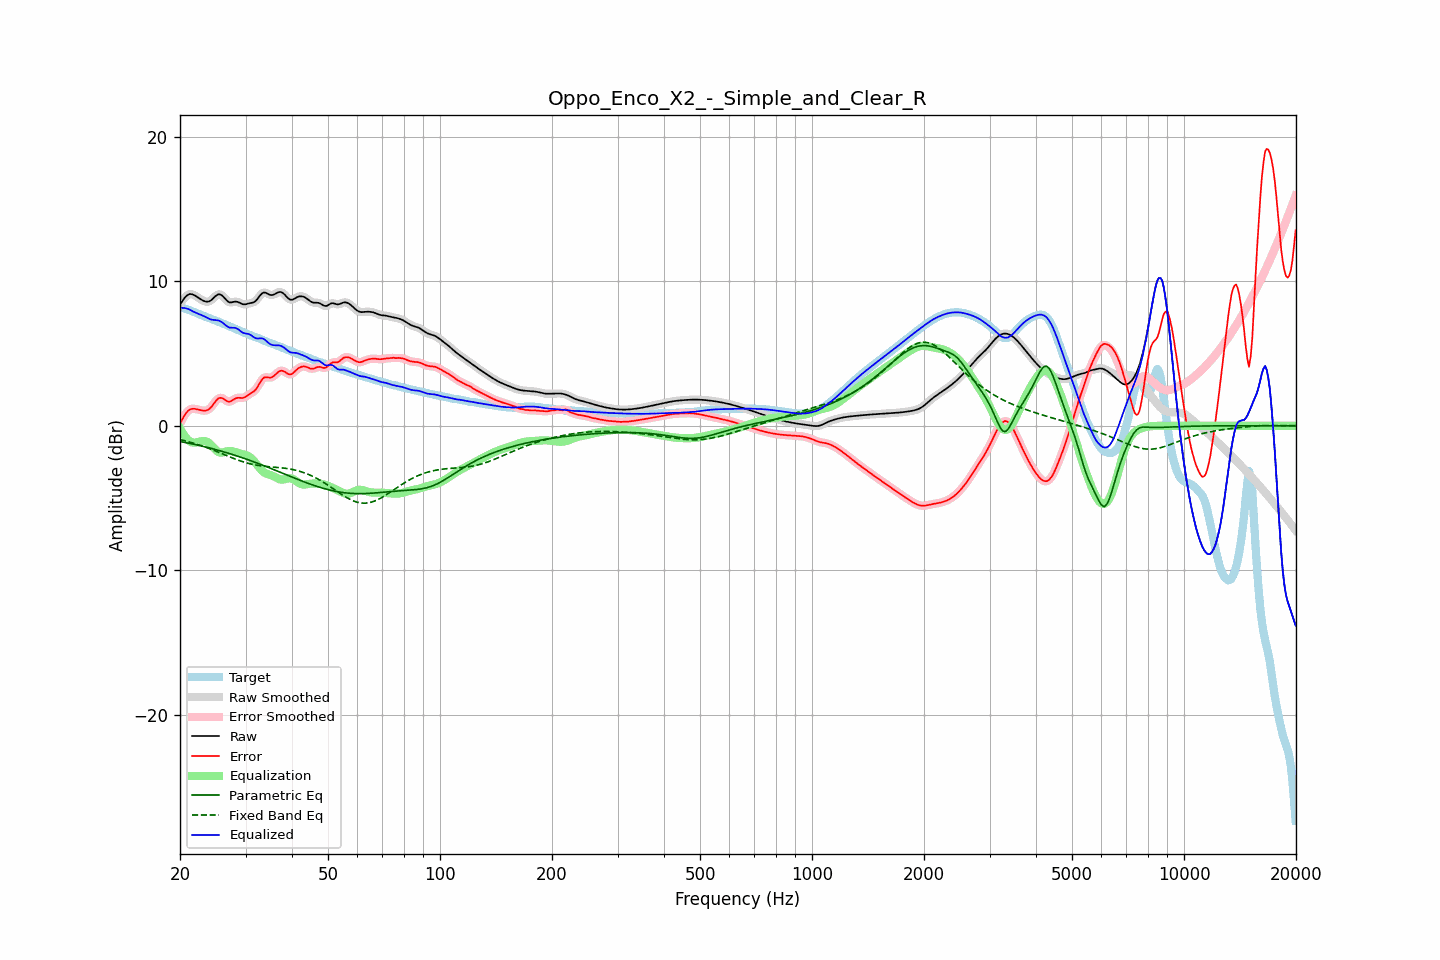 Oppo_Enco_X2_-_Simple_and_Clear_R
20
10
0
−10
−20
Amplitude (dBr)
Target
Raw Smoothed
Error Smoothed
Raw
Error
Equalization
Parametric Eq
Fixed Band Eq
Equalized
20
50
100
200
500
1000
2000
5000
10000
20000
Frequency (Hz)